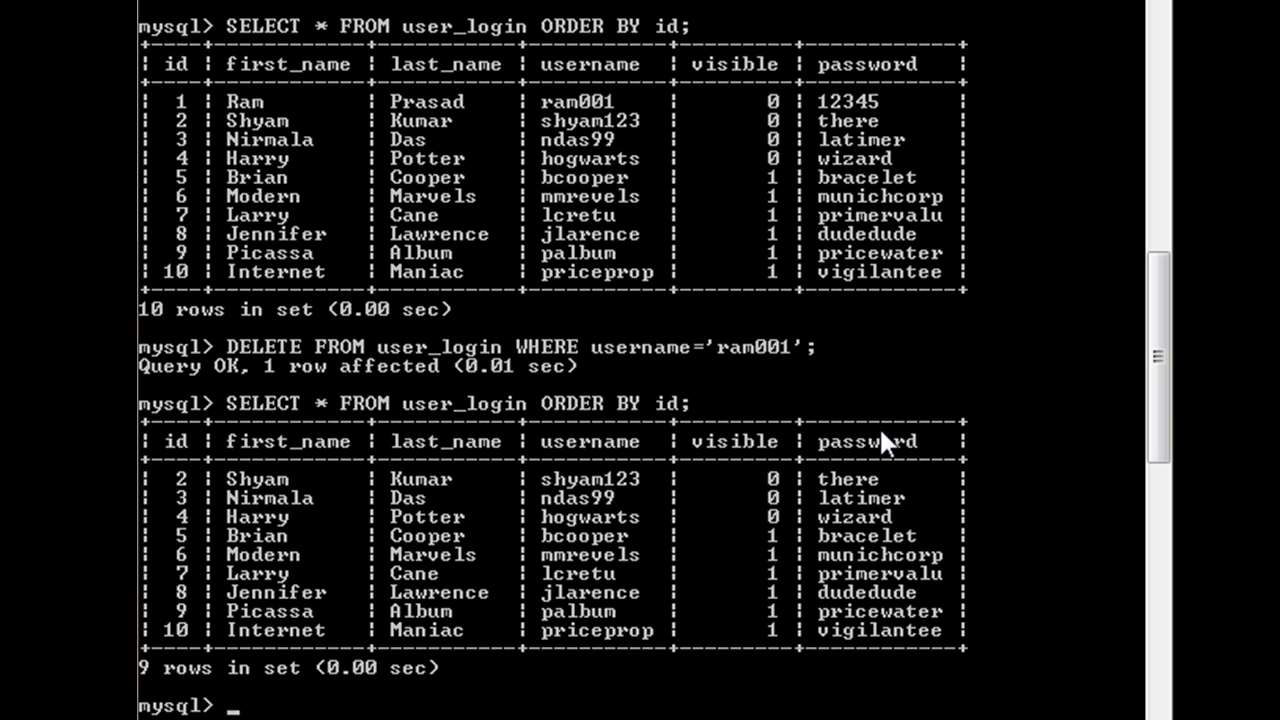 mysql> SELECT * FROM user_login ORDER BY id;
+----+------------+-----------+-----------+---------+------------+
| id | first_name | last_name | username | visible | password |
+----+------------+-----------+-----------+---------+------------+
| 1 | Ram | Prasad | ram001 | 0 | 12345 |
| 2 | Shyam | Kumar | shyam123 | 0 | there |
| 3 | Nirmala | Das | ndas99 | 0 | latimer |
| 4 | Harry | Potter | hogwarts | 0 | wizard |
| 5 | Brian | Cooper | bcooper | 1 | bracelet |
| 6 | Modern | Marvels | mmrevels | 1 | munichcorp |
| 7 | Larry | Cane | lcretu | 1 | primervalu |
| 8 | Jennifer | Lawrence | jlarence | 1 | dudedude |
| 9 | Picassa | Album | palbum | 1 | pricewater |
| 10 | Internet | Maniac | priceprop | 1 | vigilantee |
+----+------------+-----------+-----------+---------+------------+
10 rows in set (0.00 sec)
mysql> DELETE FROM user_login WHERE username='ram001';
Query OK, 1 row affected (0.01 sec)
mysql> SELECT * FROM user_login ORDER BY id;
+----+------------+-----------+-----------+---------+------------+
| id | first_name | last_name | username | visible | password |
+----+------------+-----------+-----------+---------+------------+
| 2 | Shyam | Kumar | shyam123 | 0 | there |
| 3 | Nirmala | Das | ndas99 | 0 | latimer |
| 4 | Harry | Potter | hogwarts | 0 | wizard |
| 5 | Brian | Cooper | bcooper | 1 | bracelet |
| 6 | Modern | Marvels | mmrevels | 1 | munichcorp |
| 7 | Larry | Cane | lcretu | 1 | primervalu |
| 8 | Jennifer | Lawrence | jlarence | 1 | dudedude |
| 9 | Picassa | Album | palbum | 1 | pricewater |
| 10 | Internet | Maniac | priceprop | 1 | vigilantee |
+----+------------+-----------+-----------+---------+------------+
9 rows in set (0.00 sec)
mysql> _